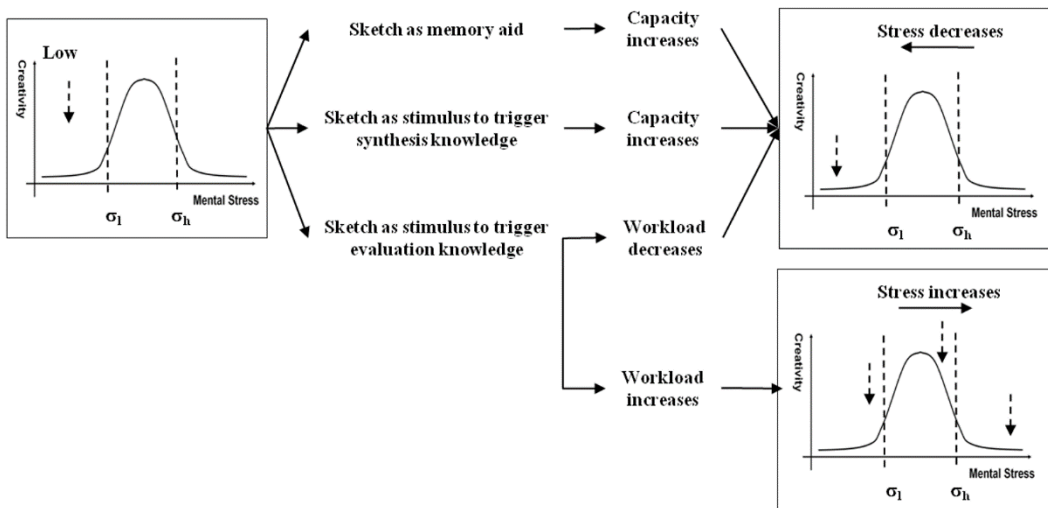 Low
Creativity
Mental Stress
σl
σh
Sketch as memory aid
Capacity
increases
Sketch as stimulus to trigger
synthesis knowledge
Capacity
increases
Sketch as stimulus to trigger
evaluation knowledge
Workload
decreases
Workload
increases
Stress decreases
Creativity
Mental Stress
σl
σh
Stress increases
Creativity
Mental Stress
σl
σh